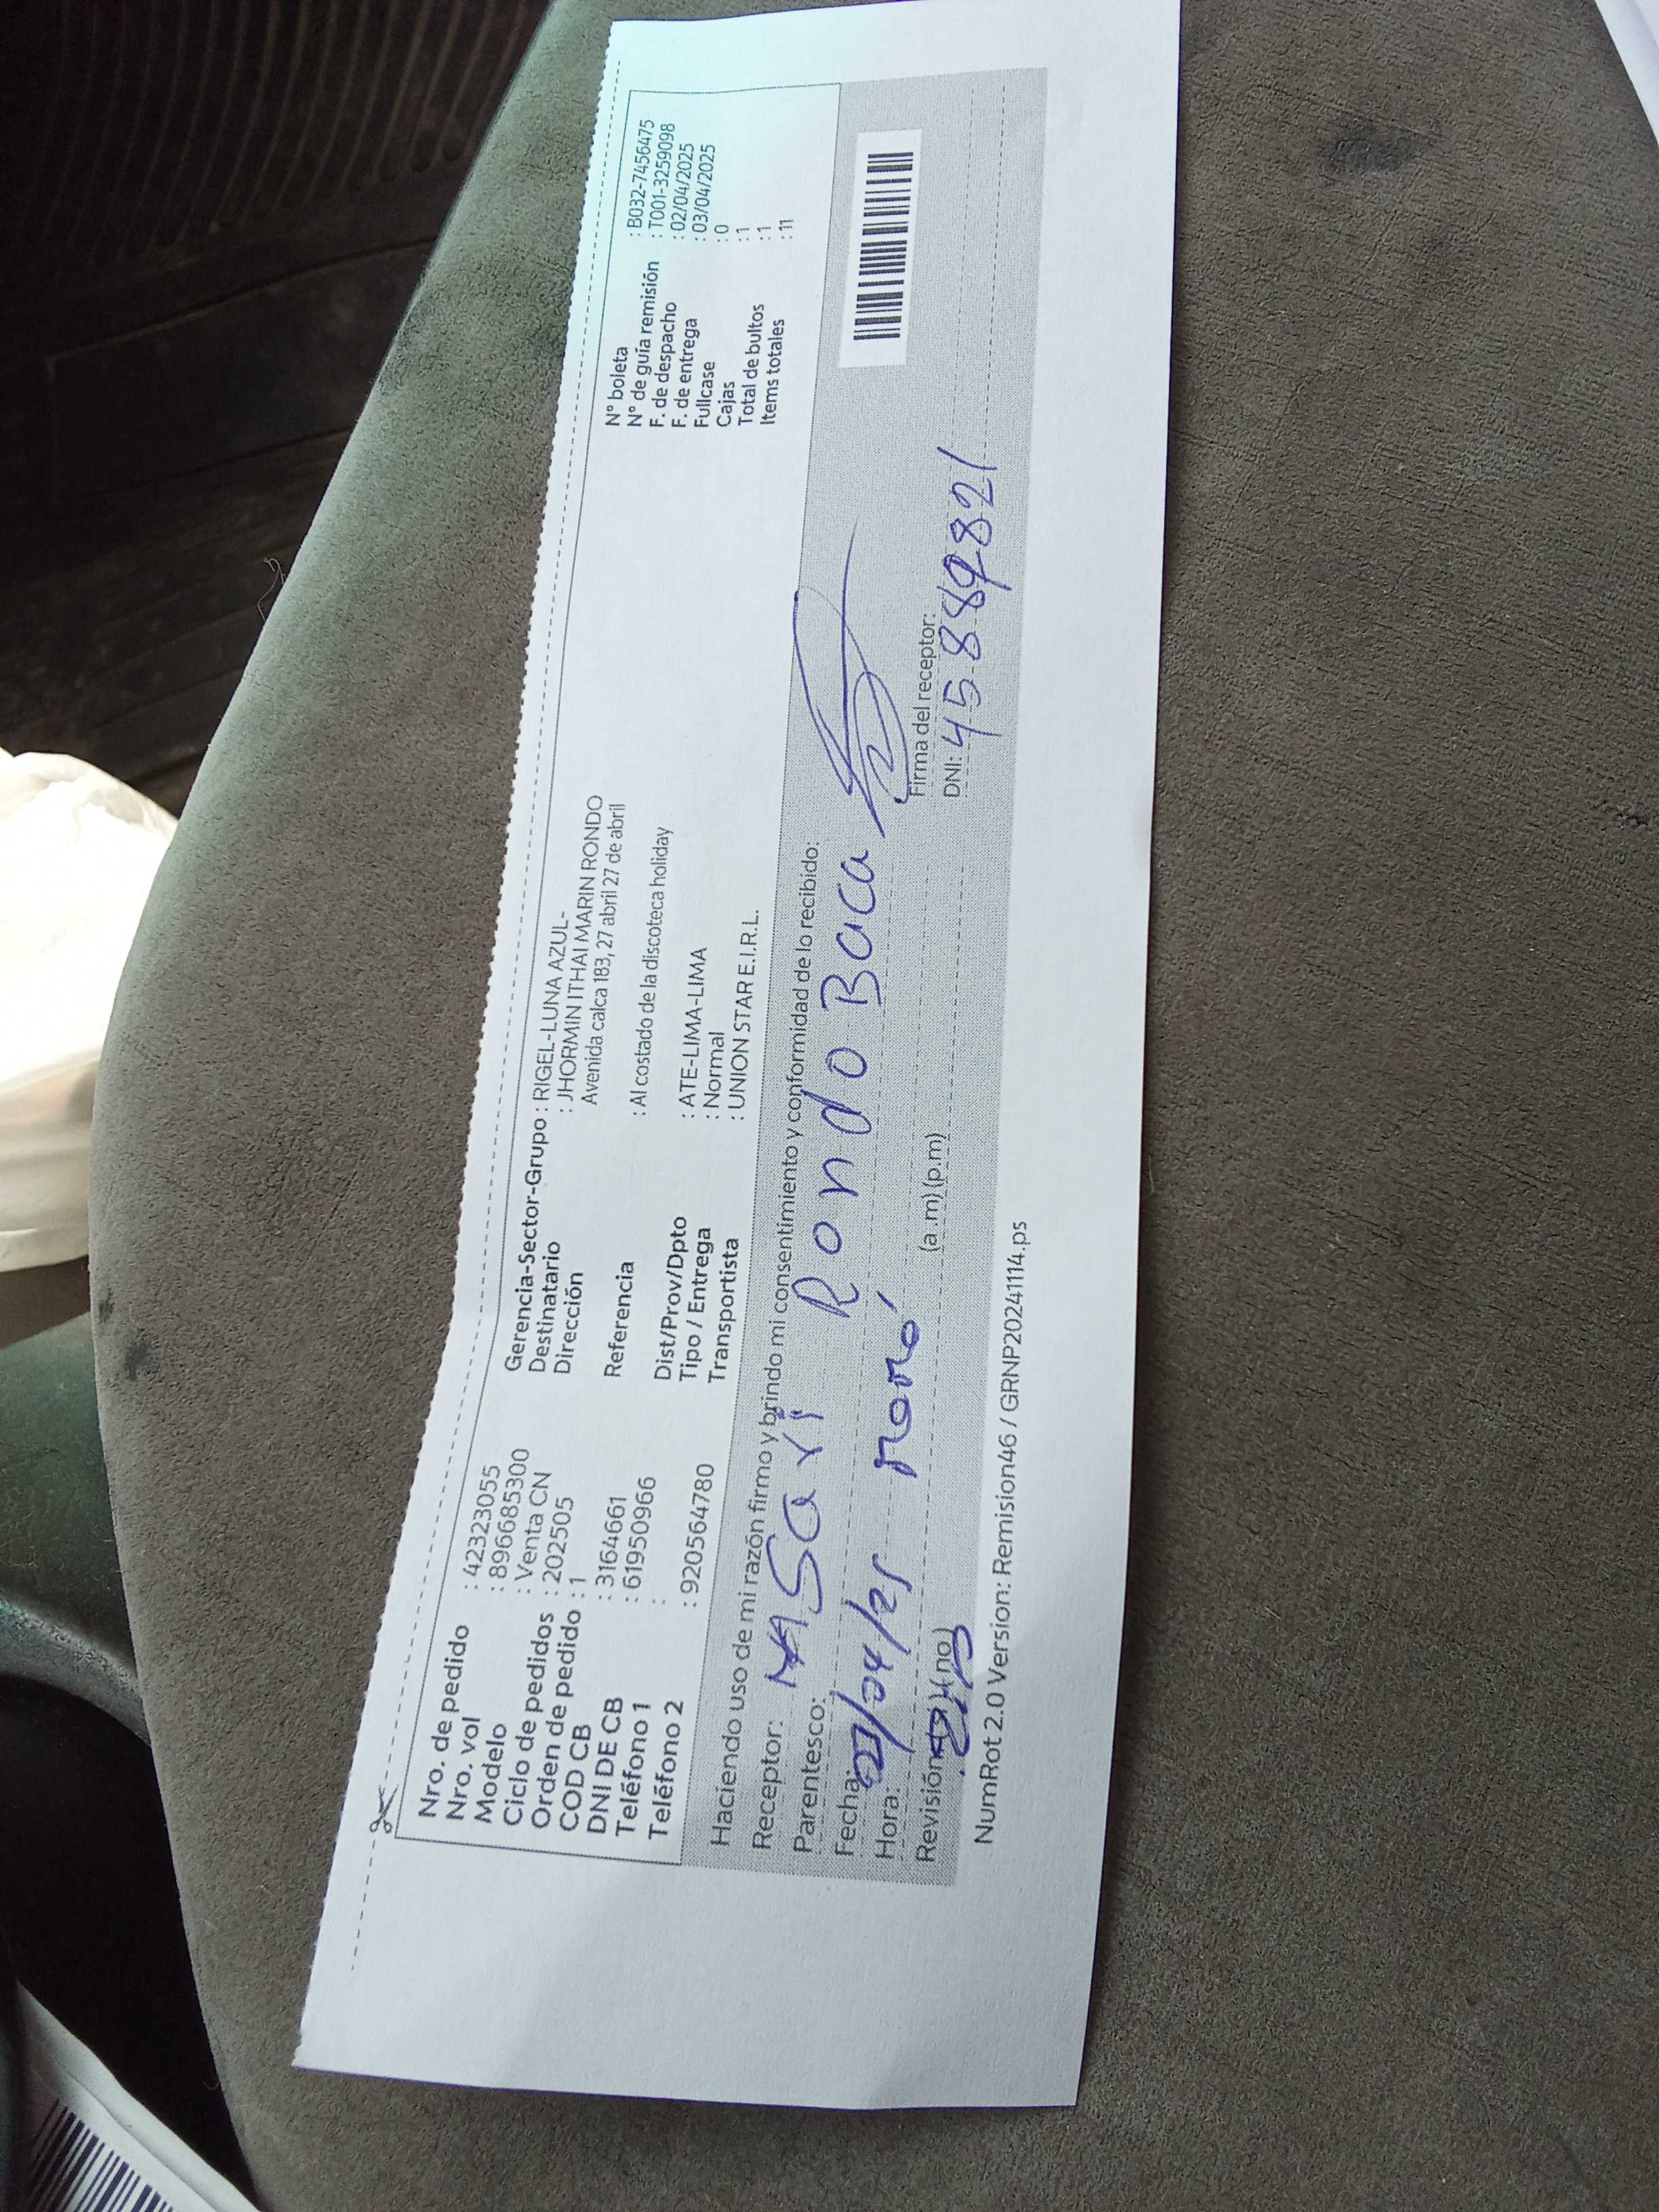 Nro. de pedido : 42323055
Nro. vol : 8966685300
Modelo : Venta CN
Ciclo de pedidos : 202505
Orden de pedido : 1
COD CB : 3164661
DNI DE CB : 61950966
Teléfono 1 :
Teléfono 2 : 920564780
Gerencia-Sector-Grupo : RIGEL-LUNA AZUL-
Destinatario : JHORMIN ITHAI MARIN RONDO
Dirección Avenida calca 183, 27 abril 27 de abril
Referencia : Al costado de la discoteca holiday
Dist/Prov/Dpto : ATE-LIMA-LIMA
Tipo / Entrega : Normal
Transportista : UNION STAR E.I.R.L.
N° boleta : B032-7456475
N° de guía remisión : T001-3259098
F. de despacho : 02/04/2025
F. de entrega : 03/04/2025
Fullcase : 0
Cajas : 1
Total de bultos : 1
Items totales : 11
Haciendo uso de mi razón firmo y brindo mi consentimiento y conformidad de lo recibido:
Receptor: Rondo Baca
Parentesco:
Fecha:
Hora: (a.m) (p.m)
Revisión (no)
Firma del receptor:
DNI: 45889821
NumRot 2.0 Version: Remision46 / GRNP20241114.ps